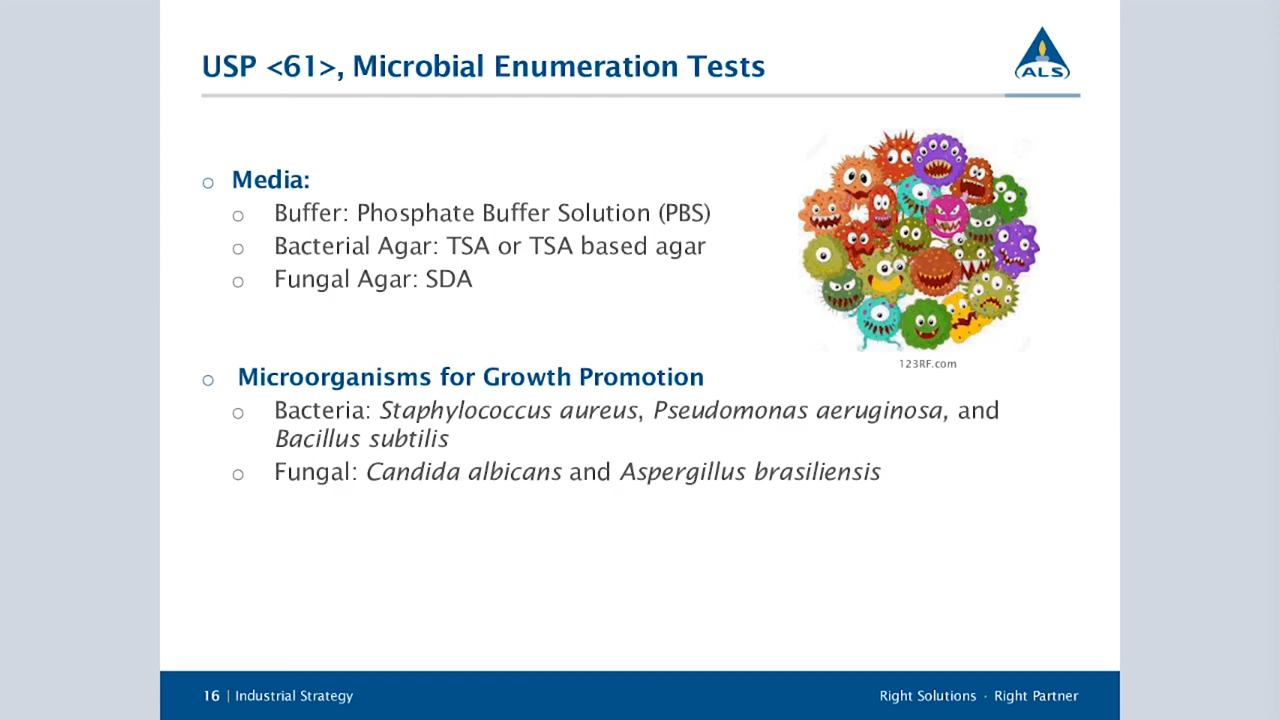 USP <61>, Microbial Enumeration Tests
ALS
Media:
Buffer: Phosphate Buffer Solution (PBS)
Bacterial Agar: TSA or TSA based agar
Fungal Agar: SDA
123RF.com
Microorganisms for Growth Promotion
Bacteria: Staphylococcus aureus, Pseudomonas aeruginosa, and
Bacillus subtilis
Fungal: Candida albicans and Aspergillus brasiliensis
16 | Industrial Strategy
Right Solutions · Right Partner